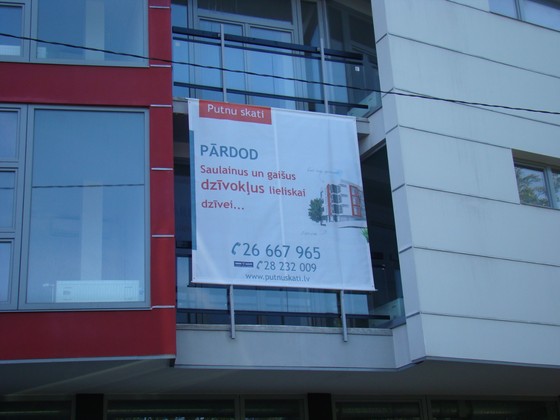 Putnu skati
PĀRDOD
Saulainus un gaišus
dzīvokļus lieliskai
dzīvei...
✆26 667 965
✆28 232 009
www.putnuskati.lv